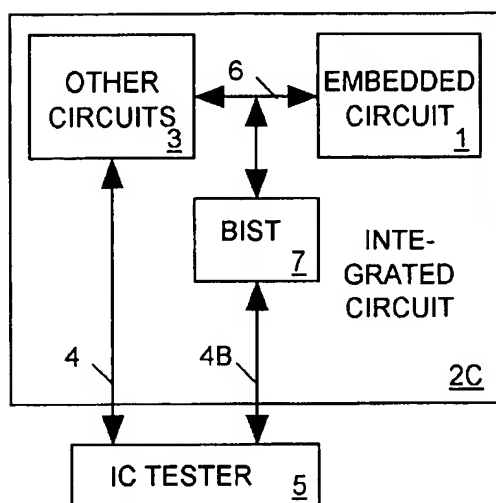 OTHER
CIRCUITS
3
6
EMBEDDED
CIRCUIT
1
BIST
7
INTE-
GRATED
CIRCUIT
4
4B
2C
IC TESTER
5